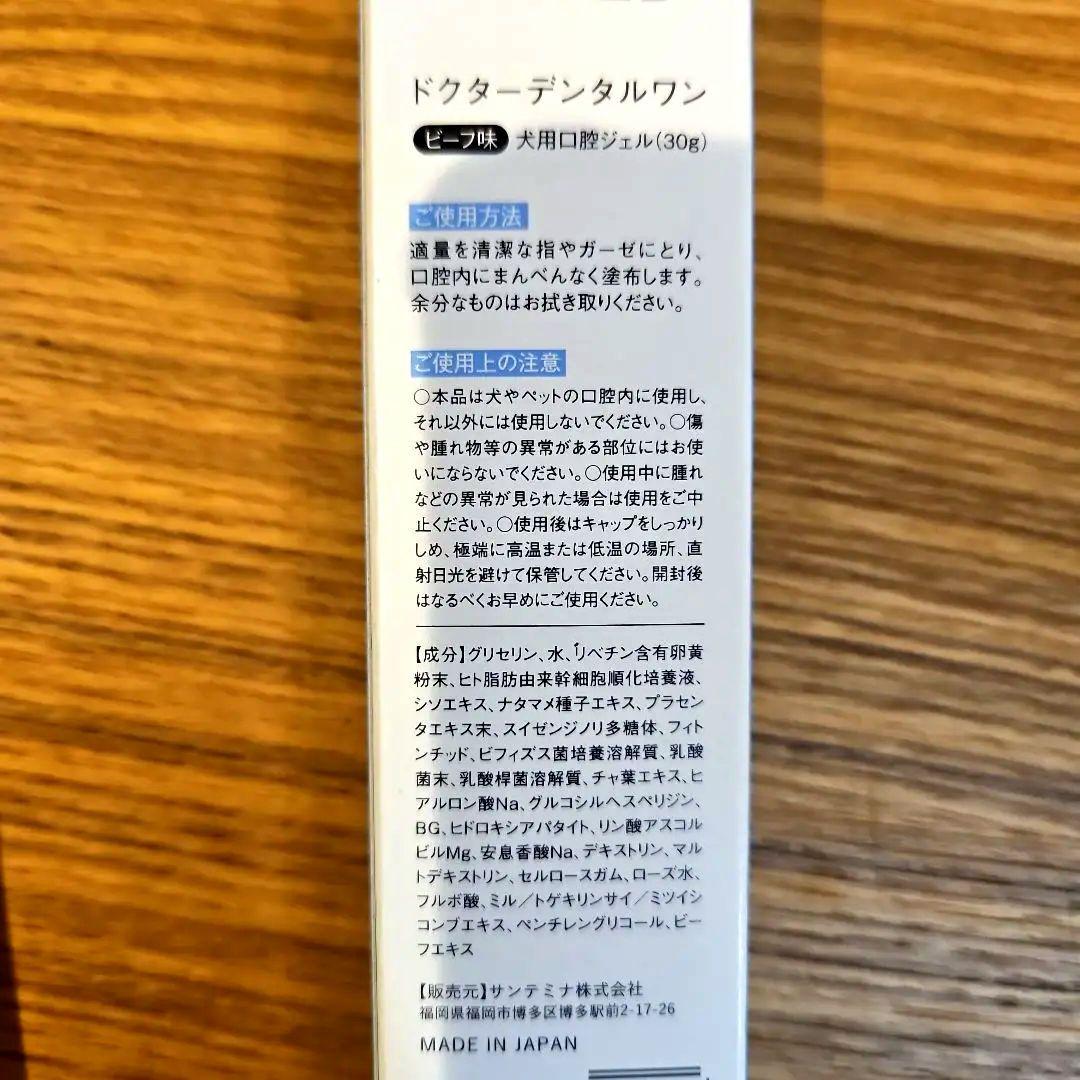 ドクターデンタルワン
ビーフ味 犬用口腔ジェル(30g)
ご使用方法
適量を清潔な指やガーゼにとり、
口腔内にまんべんなく塗布します。
余分なものはお拭き取りください。
ご使用上の注意
○本品は犬やペットの口腔内に使用し、
それ以外には使用しないでください。○傷
や腫れ物等の異常がある部位にはお使
いにならないでください。○使用中に腫れ
などの異常が見られた場合は使用をご中
止ください。○使用後はキャップをしっかり
しめ、極端に高温または低温の場所、直
射日光を避けて保管してください。開封後
はなるべくお早めにご使用ください。
【成分】グリセリン、水、リベチン含有卵黄
粉末、ヒト脂肪由来幹細胞順化培養液、
シソエキス、ナタマメ種子エキス、プラセン
タエキス末、スイゼンジノリ多糖体、フィト
ンチッド、ビフィズス菌培養溶解質、乳酸
菌末、乳酸桿菌溶解質、チャ葉エキス、ヒ
アルロン酸Na、グルコシルヘスペリジン、
BG、ヒドロキシアパタイト、リン酸アスコル
ビルMg、安息香酸Na、デキストリン、マル
トデキストリン、セルロースガム、ローズ水、
フルボ酸、ミル／トゲキリンサイ／ミツイシ
コンブエキス、ペンチレングリコール、ビー
フエキス
【販売元】サンテミナ株式会社
福岡県福岡市博多区博多駅前2-17-26
MADE IN JAPAN